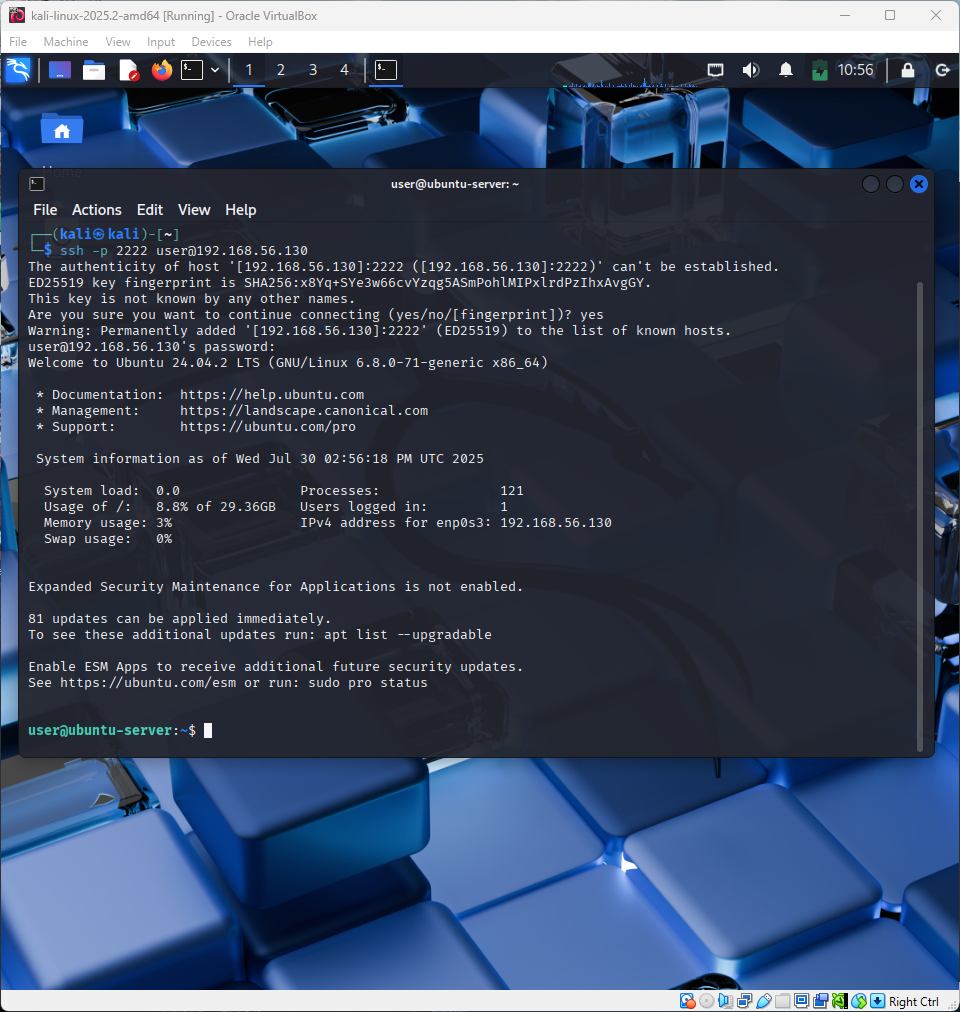 kali-linux-2025.2-amd64 [Running] - Oracle VirtualBox
File Machine View Input Devices Help
1 2 3 4 10:56
Home
user@ubuntu-server: ~
File Actions Edit View Help
┌──(kali㉿kali)-[~]
└─$ ssh -p 2222 user@192.168.56.130
The authenticity of host '[192.168.56.130]:2222 ([192.168.56.130]:2222)' can't be established.
ED25519 key fingerprint is SHA256:x8Yq+SYe3w66cvYzqg5ASmPohlMIPxlrdPzIhxAvgGY.
This key is not known by any other names.
Are you sure you want to continue connecting (yes/no/[fingerprint])? yes
Warning: Permanently added '[192.168.56.130]:2222' (ED25519) to the list of known hosts.
user@192.168.56.130's password:
Welcome to Ubuntu 24.04.2 LTS (GNU/Linux 6.8.0-71-generic x86_64)
* Documentation: https://help.ubuntu.com
* Management: https://landscape.canonical.com
* Support: https://ubuntu.com/pro
System information as of Wed Jul 30 02:56:18 PM UTC 2025
System load: 0.0 Processes: 121
Usage of /: 8.8% of 29.36GB Users logged in: 1
Memory usage: 3% IPv4 address for enp0s3: 192.168.56.130
Swap usage: 0%
Expanded Security Maintenance for Applications is not enabled.
81 updates can be applied immediately.
To see these additional updates run: apt list --upgradable
Enable ESM Apps to receive additional future security updates.
See https://ubuntu.com/esm or run: sudo pro status
user@ubuntu-server:~$
Right Ctrl